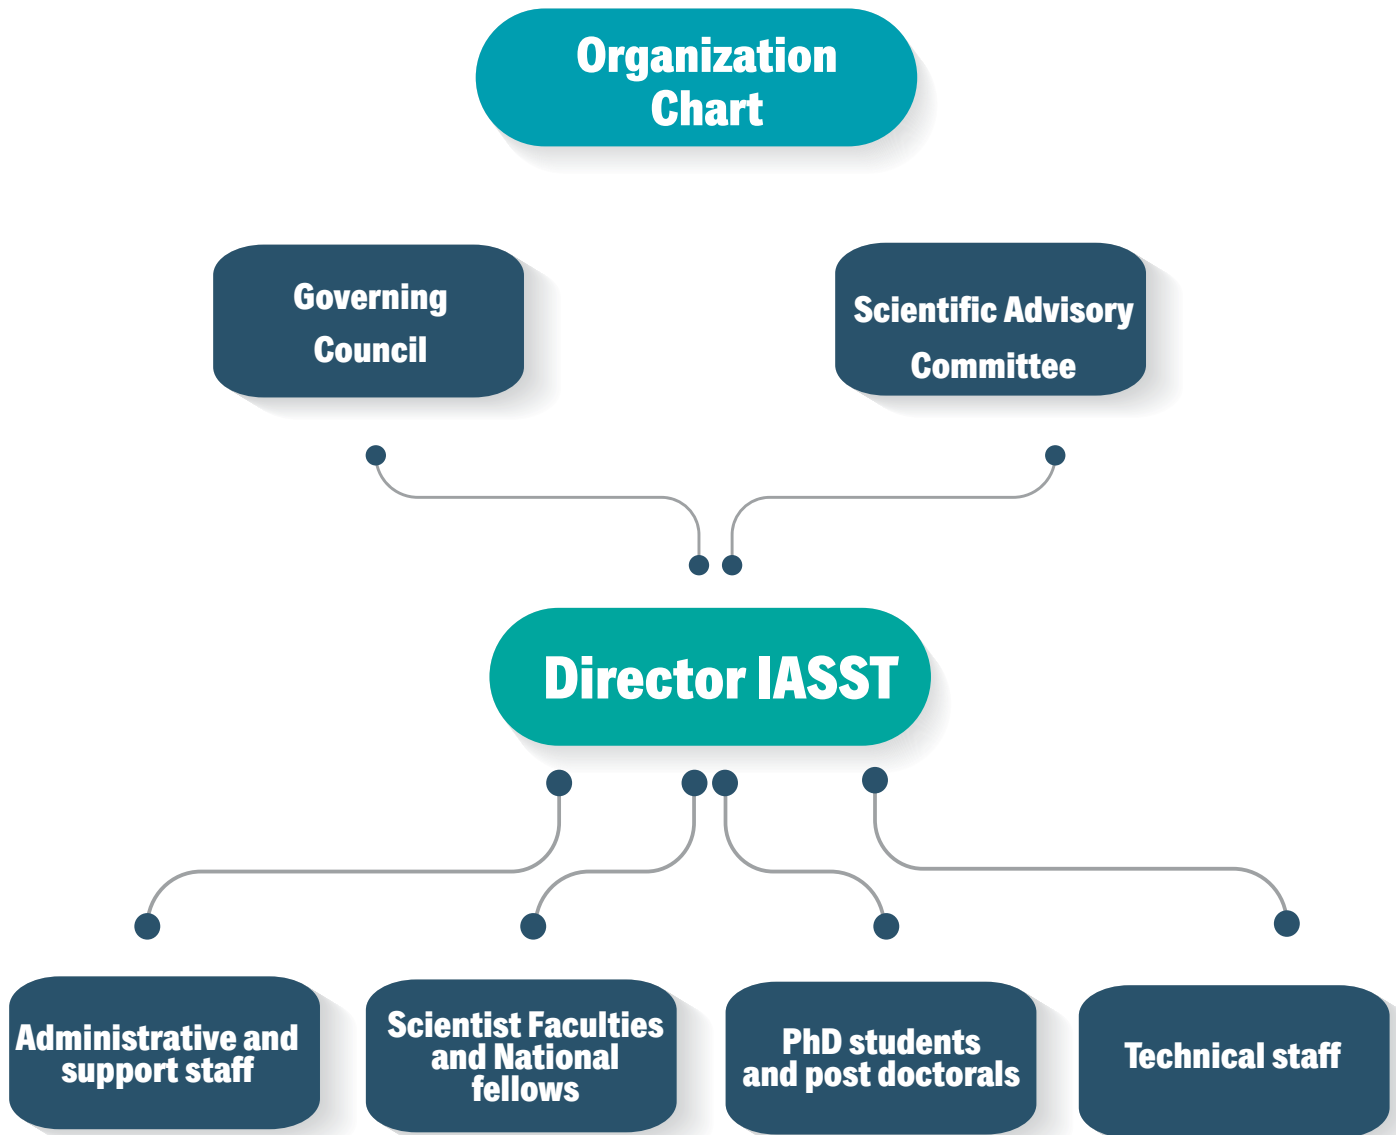 Organization
Chart
Governing
Council
Scientific Advisory
Committee
Director IASST
Administrative and
support staff
Scientist Faculties
and National
fellows
PhD students
and post doctorals
Technical staff